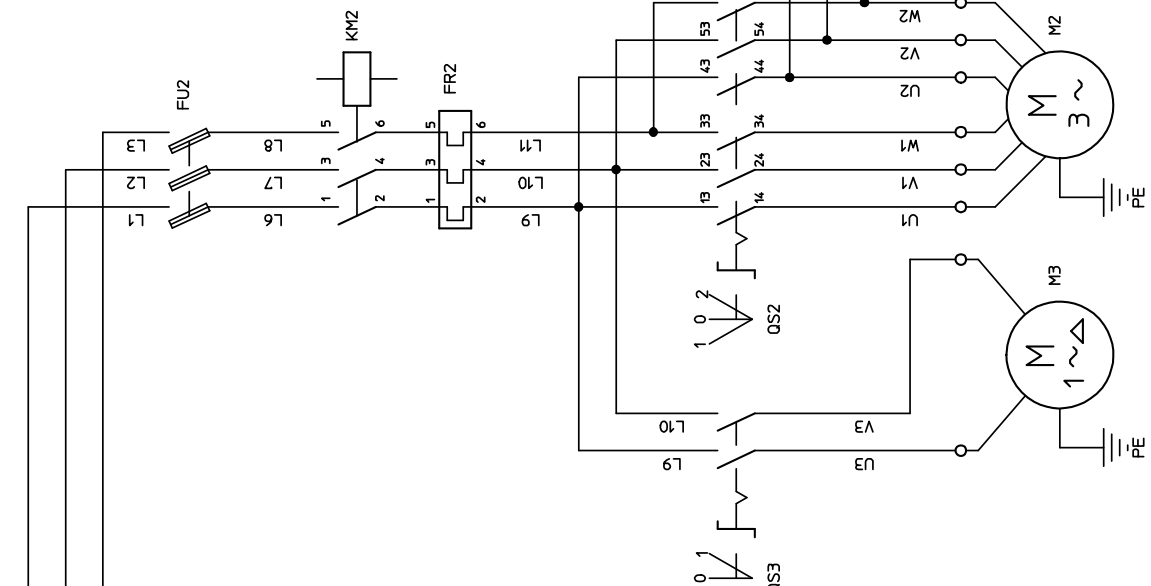 KM2
FU2
FR2
M2
53
54
W2
43
44
V2
U2
M
3 ~
L3
L8
5
6
5
6
L11
33
34
W1
L2
L7
3
4
3
4
L10
23
24
V1
L1
L6
1
2
1
2
L9
13
14
U1
PE
1 0 2
QS2
M3
M
1 ~
L10
V3
L9
U3
PE
0 1
QS3